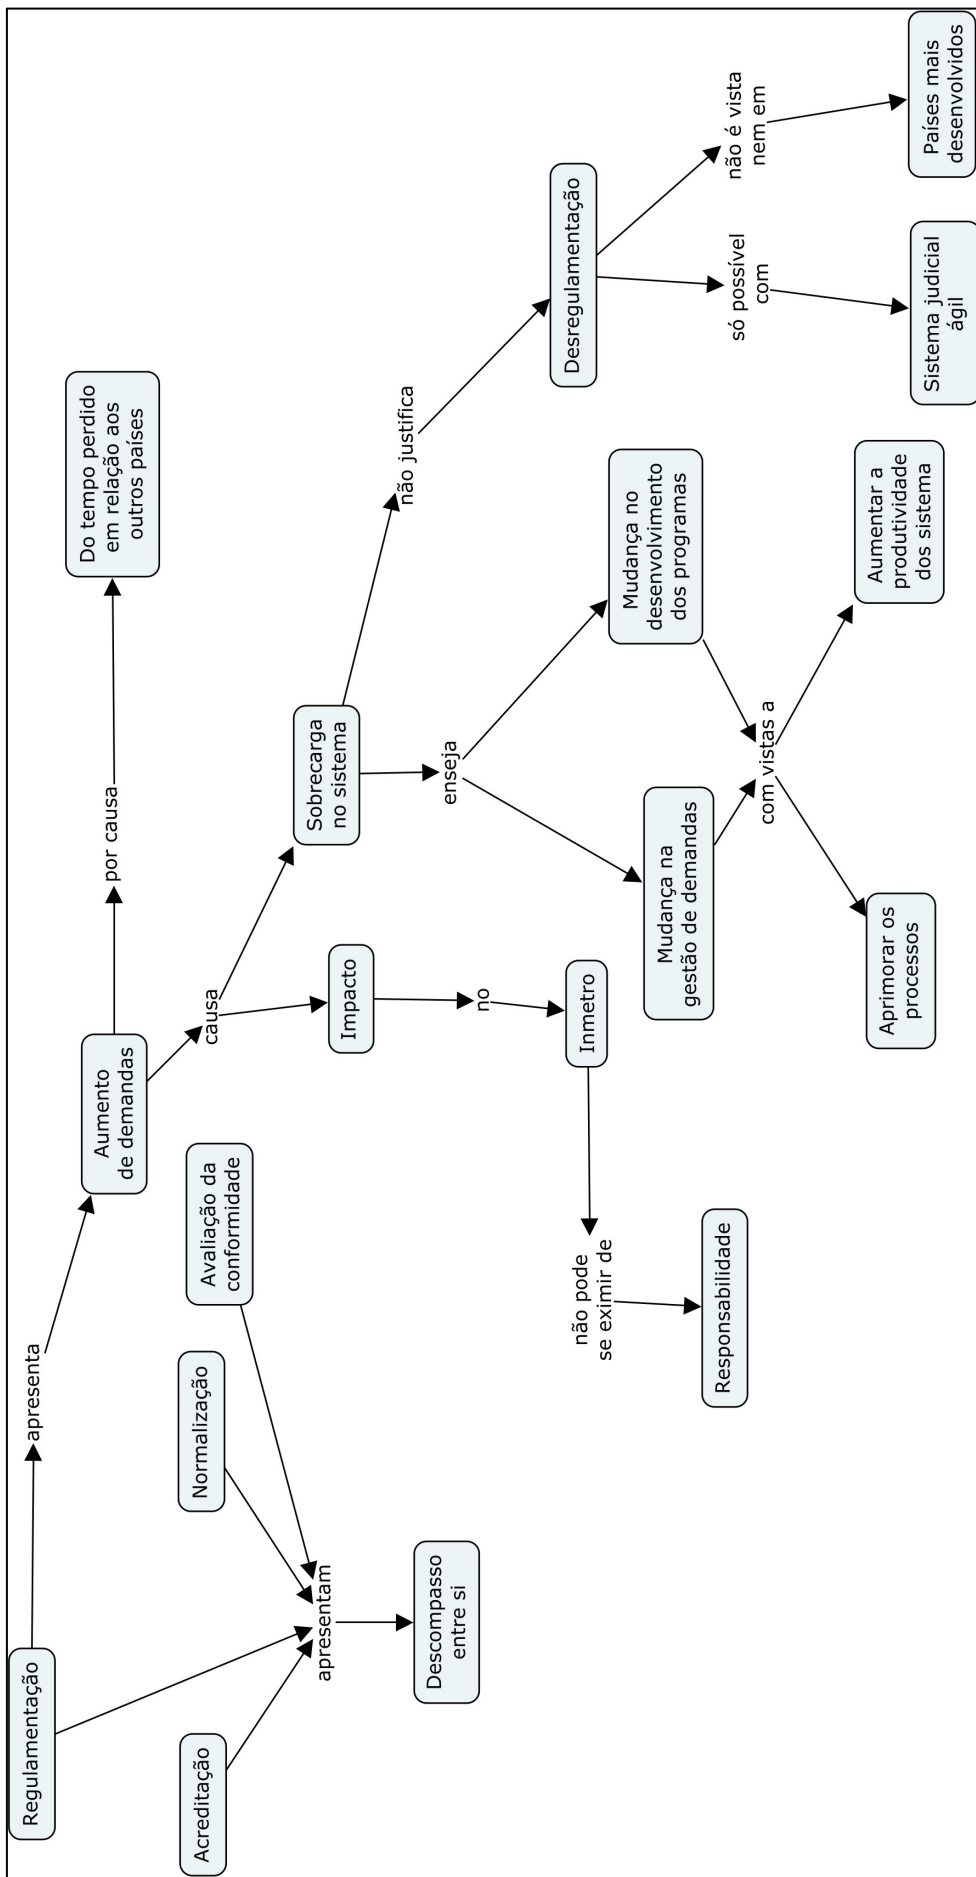 Regulamentação
apresenta
Aumento
de demandas
por causa
Do tempo perdido
em relação aos
outros países
Acreditação
Normalização
Avaliação da
conformidade
apresentam
Descompasso
entre si
causa
Impacto
no
Inmetro
não pode
se eximir de
Responsabilidade
Sobrecarga
no sistema
enseja
Mudança na
gestão de demandas
Mudança no
desenvolvimento
dos programas
com vistas a
Aprimorar os
processos
Aumentar a
produtividade
dos sistema
não justifica
Desregulamentação
só possível
com
Sistema judicial
ágil
não é vista
nem em
Países mais
desenvolvidos